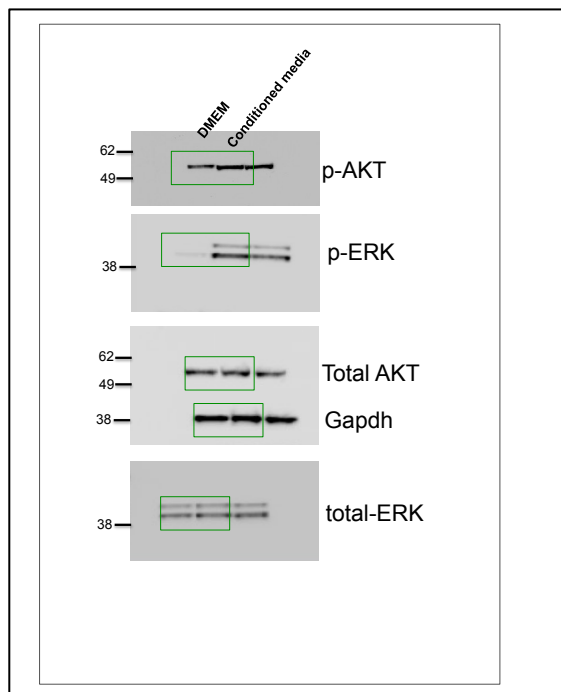 DMEM
Conditioned media
62
49
p-AKT
38
p-ERK
62
49
Total AKT
38
Gapdh
38
total-ERK